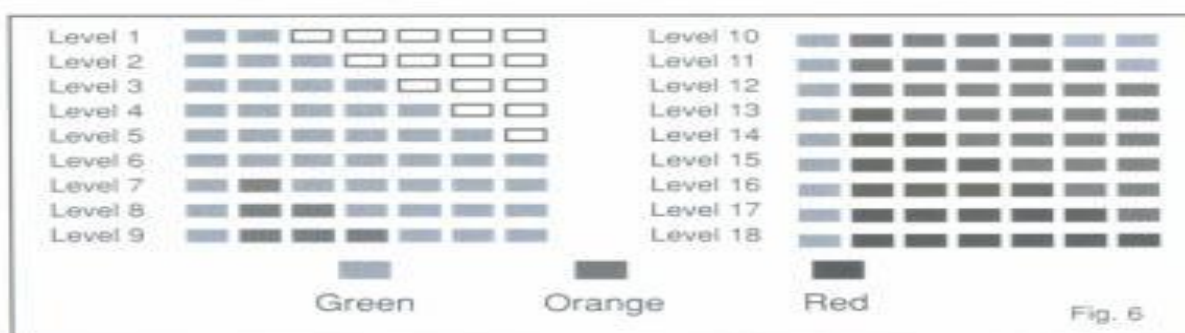 Level 1
Level 2
Level 3
Level 4
Level 5
Level 6
Level 7
Level 8
Level 9
Level 10
Level 11
Level 12
Level 13
Level 14
Level 15
Level 16
Level 17
Level 18
Green Orange Red
Fig. 6